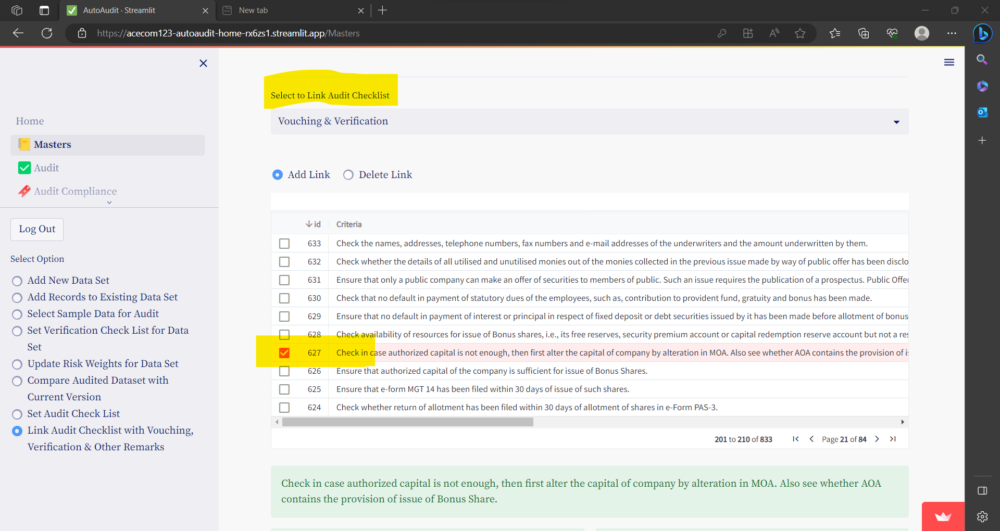 AutoAudit · Streamlit
New tab
https://acecom123-autoaudit-home-rx6zs1.streamlit.app/Masters
Home
Masters
Audit
Audit Compliance
Log Out
Select Option
Add New Data Set
Add Records to Existing Data Set
Select Sample Data for Audit
Set Verification Check List for Data
Set
Update Risk Weights for Data Set
Compare Audited Dataset with
Current Version
Set Audit Check List
Link Audit Checklist with Vouching,
Verification & Other Remarks
Select to Link Audit Checklist
Vouching & Verification
Add Link Delete Link
id Criteria
633 Check the names, addresses, telephone numbers, fax numbers and e-mail addresses of the underwriters and the amount underwritten by them.
632 Check whether the details of all utilised and unutilised monies out of the monies collected in the previous issue made by way of public offer has been disclo
631 Ensure that only a public company can make an offer of securities to members of public. Such an issue requires the publication of a prospectus. Public Offer
630 Check that no default in payment of statutory dues of the employees, such as, contribution to provident fund, gratuity and bonus has been made.
629 Ensure that no default in payment of interest or principal in respect of fixed deposit or debt securities issued by it has been made before allotment of bonus
628 Check availability of resources for issue of Bonus shares, i.e., its free reserves, security premium account or capital redemption reserve account but not a res
627 Check in case authorized capital is not enough, then first alter the capital of company by alteration in MOA. Also see whether AOA contains the provision of i
626 Ensure that authorized capital of the company is sufficient for issue of Bonus Shares.
625 Ensure that e-form MGT 14 has been filed within 30 days of issue of such shares.
624 Check whether return of allotment has been filed within 30 days of allotment of shares in e-Form PAS-3.
201 to 210 of 833 Page 21 of 84
Check in case authorized capital is not enough, then first alter the capital of company by alteration in MOA. Also see whether AOA
contains the provision of issue of Bonus Share.